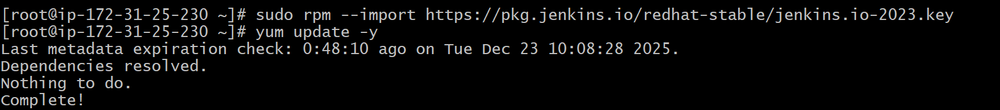 [root@ip-172-31-25-230 ~]# sudo rpm --import https://pkg.jenkins.io/redhat-stable/jenkins.io-2023.key
[root@ip-172-31-25-230 ~]# yum update -y
Last metadata expiration check: 0:48:10 ago on Tue Dec 23 10:08:28 2025.
Dependencies resolved.
Nothing to do.
Complete!